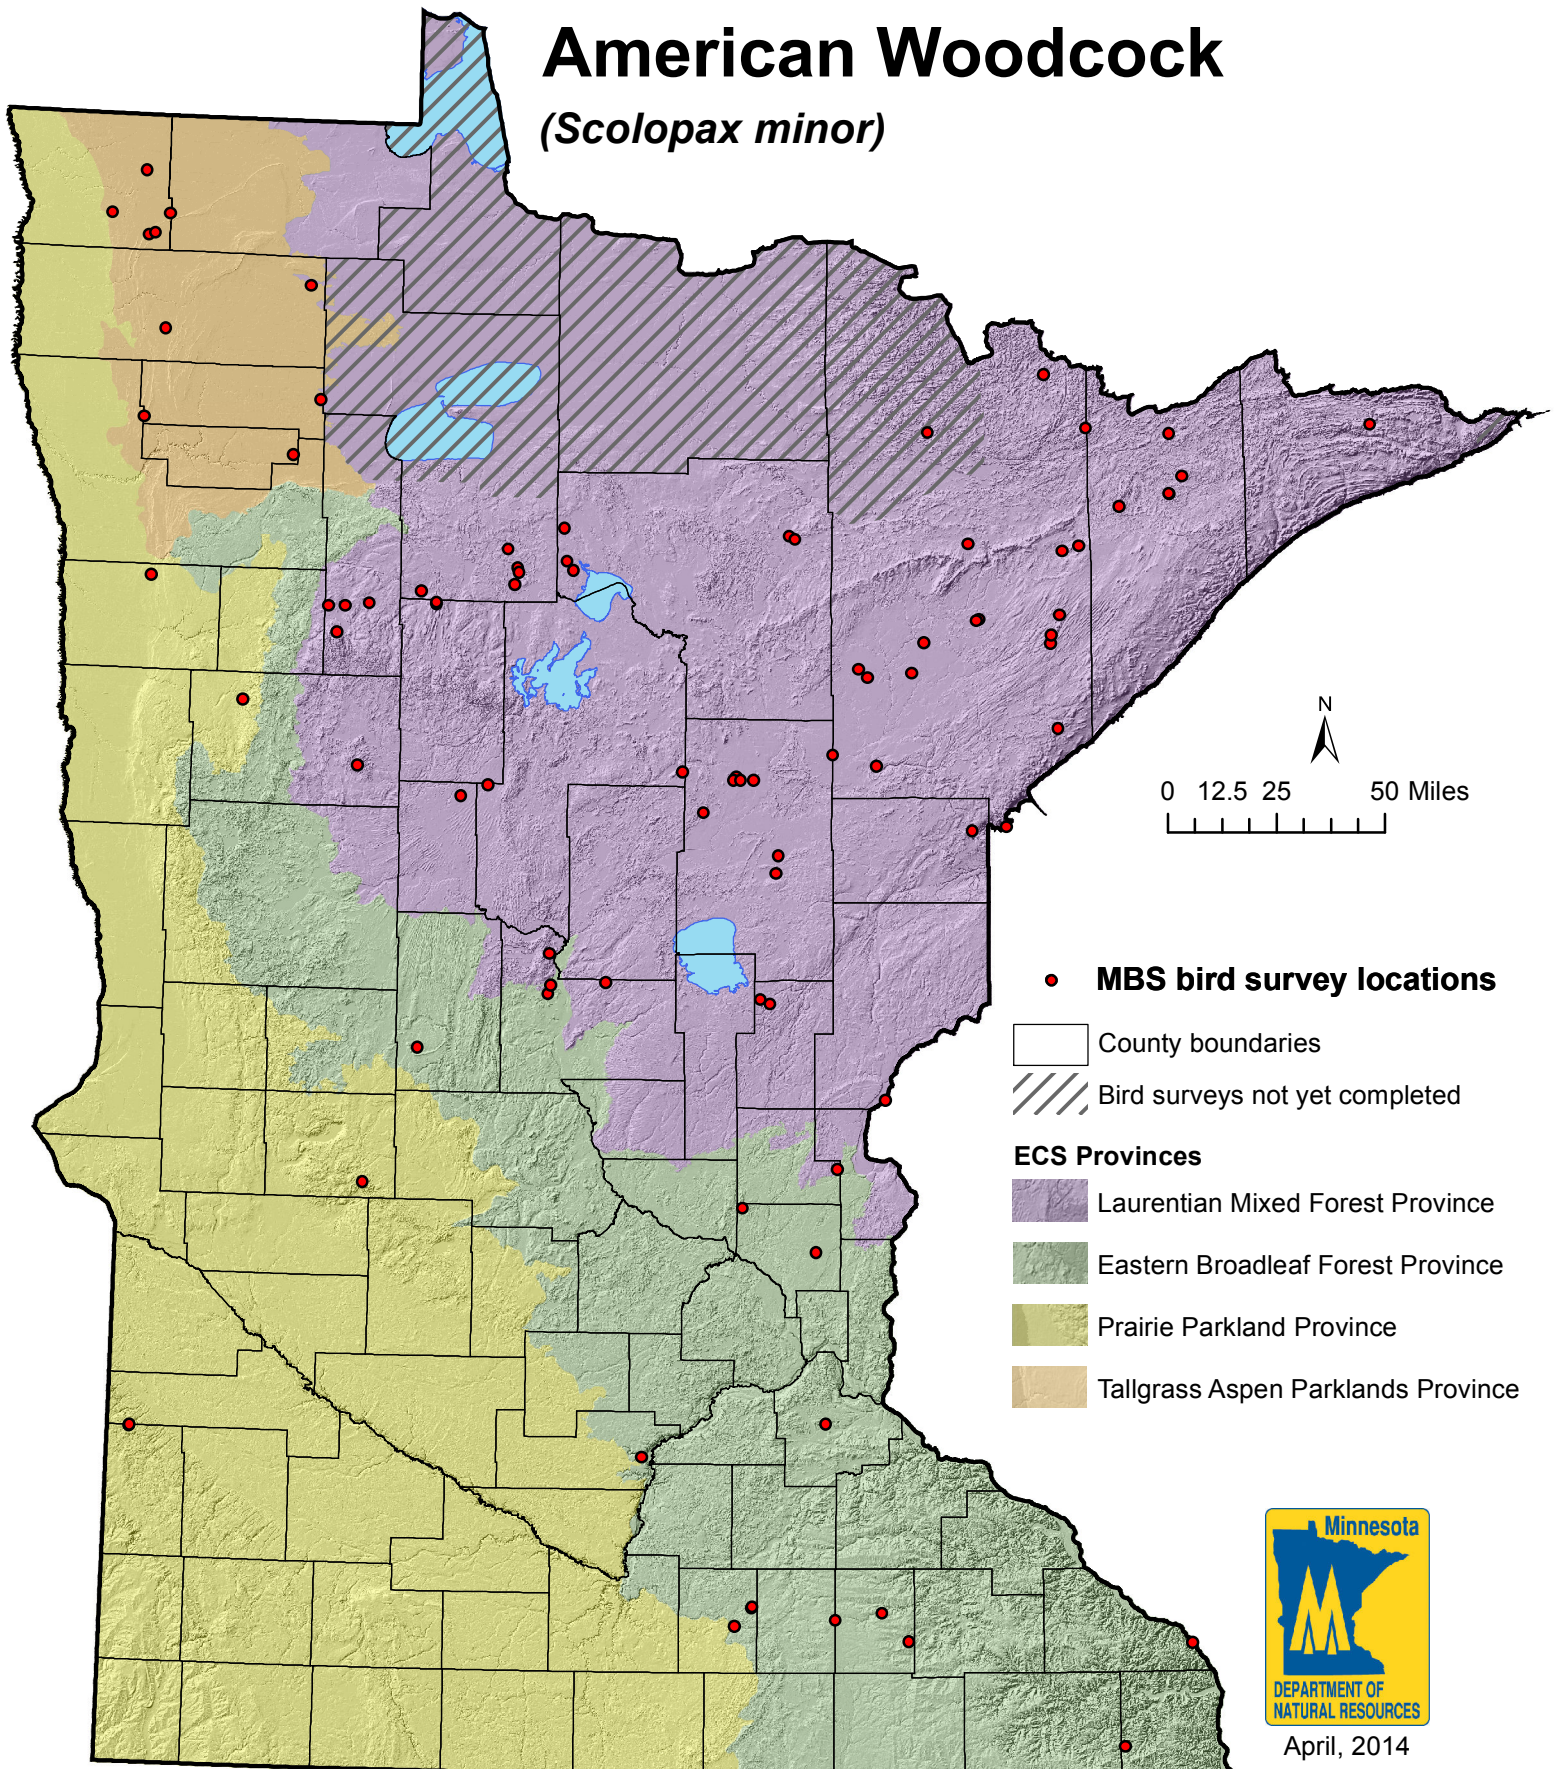 American Woodcock
(Scolopax minor)
N
0 12.5 25 50 Miles
MBS bird survey locations
County boundaries
Bird surveys not yet completed
ECS Provinces
Laurentian Mixed Forest Province
Eastern Broadleaf Forest Province
Prairie Parkland Province
Tallgrass Aspen Parklands Province
Minnesota
DEPARTMENT OF
NATURAL RESOURCES
April, 2014